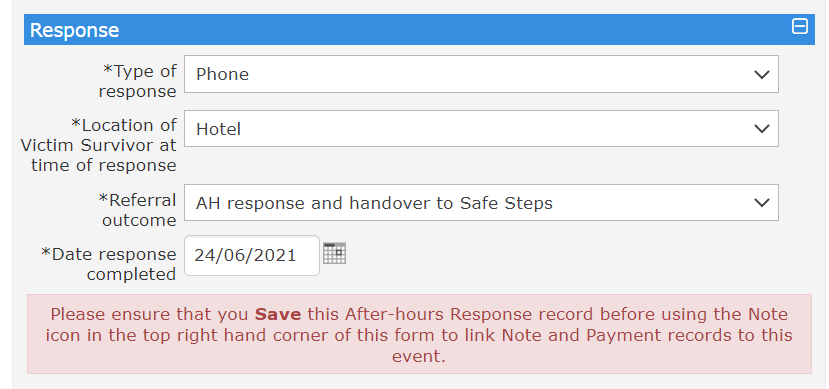 Response
*Type of
response
Phone
*Location of
Victim Survivor at
time of response
Hotel
*Referral
outcome
AH response and handover to Safe Steps
*Date response
completed
24/06/2021
Please ensure that you Save this After-hours Response record before using the Note
icon in the top right hand corner of this form to link Note and Payment records to this
event.